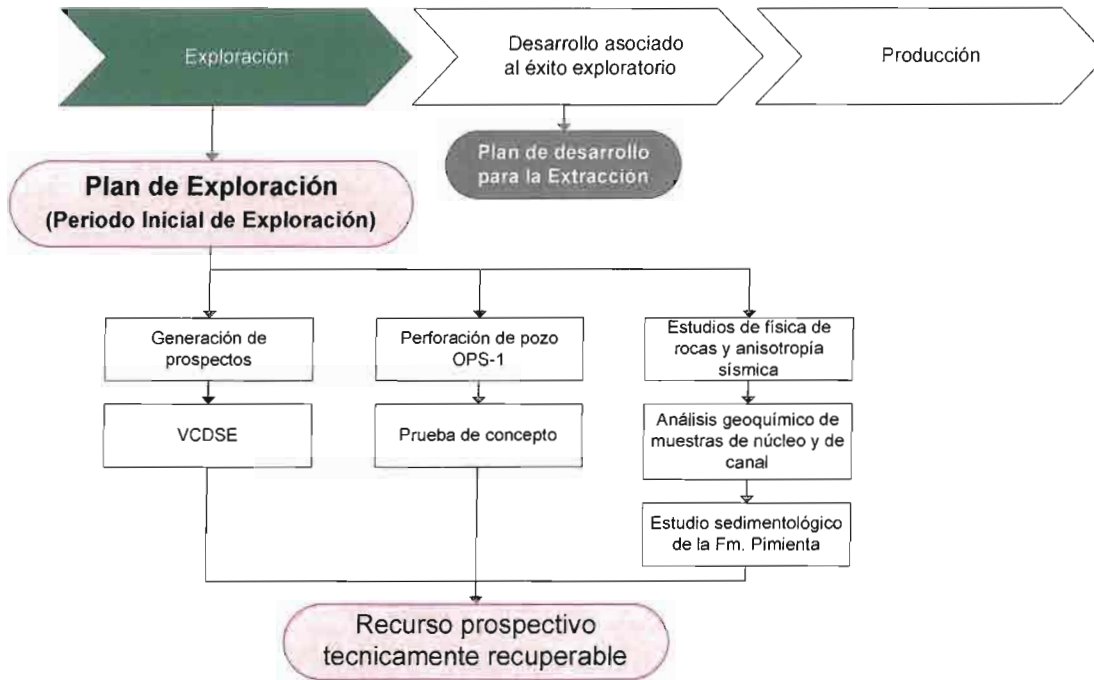 Exploración
Desarrollo asociado
al éxito exploratorio
Producción
Plan de desarrollo
para la Extracción
Plan de Exploración
(Periodo Inicial de Exploración)
Generación de
prospectos
VCDSE
Perforación de pozo
OPS-1
Prueba de concepto
Estudios de física de
rocas y anisotropía
sísmica
Análisis geoquímico de
muestras de núcleo y de
canal
Estudio sedimentológico
de la Fm. Pimienta
Recurso prospectivo
tecnicamente recuperable